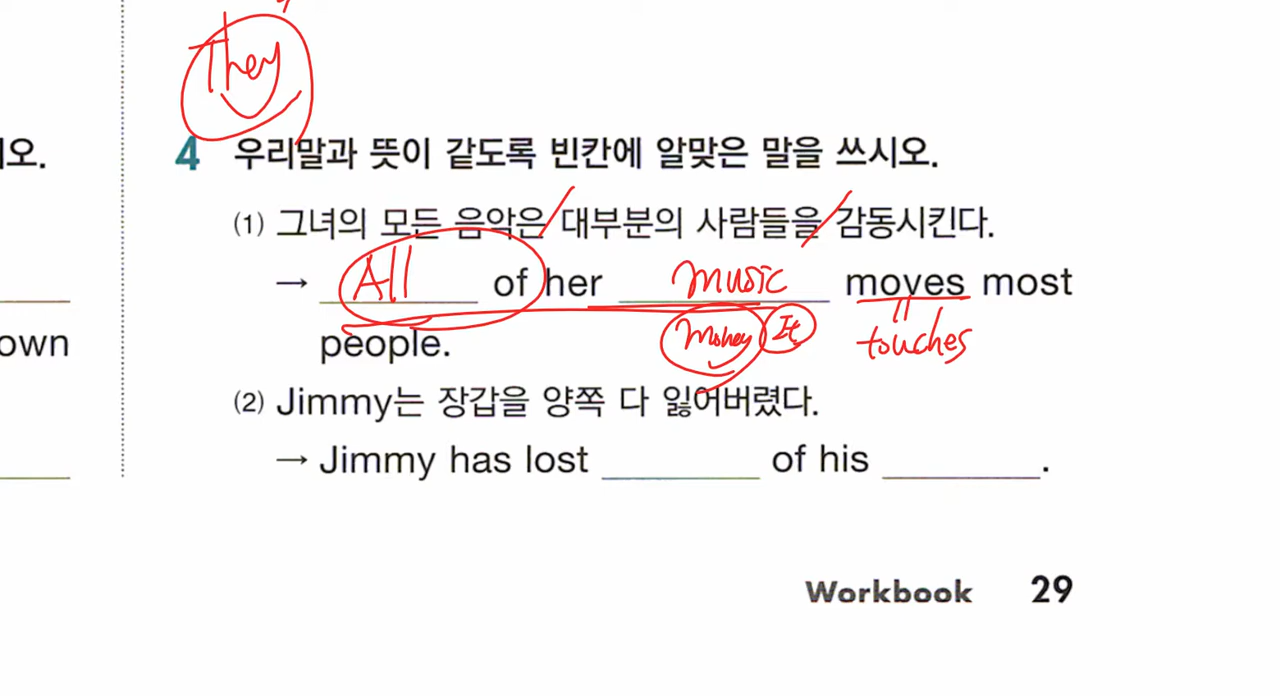 They
오.
4 우리말과 뜻이 같도록 빈칸에 알맞은 말을 쓰시오.
(1) 그녀의 모든 음악은 대부분의 사람들을 감동시킨다.
→ All of her music moves most
own
people.
Money It touches
(2) Jimmy는 장갑을 양쪽 다 잃어버렸다.
→ Jimmy has lost ______ of his ______.
Workbook 29